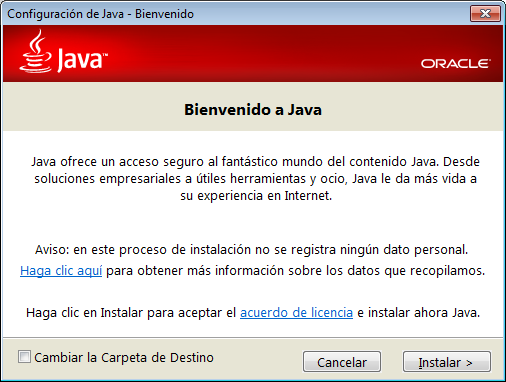 Configuración de Java - Bienvenido
Java™
ORACLE
Bienvenido a Java
Java ofrece un acceso seguro al fantástico mundo del contenido Java. Desde
soluciones empresariales a útiles herramientas y ocio, Java le da más vida a
su experiencia en Internet.
Aviso: en este proceso de instalación no se registra ningún dato personal.
Haga clic aquí para obtener más información sobre los datos que recopilamos.
Haga clic en Instalar para aceptar el acuerdo de licencia e instalar ahora Java.
Cambiar la Carpeta de Destino
Cancelar
Instalar >